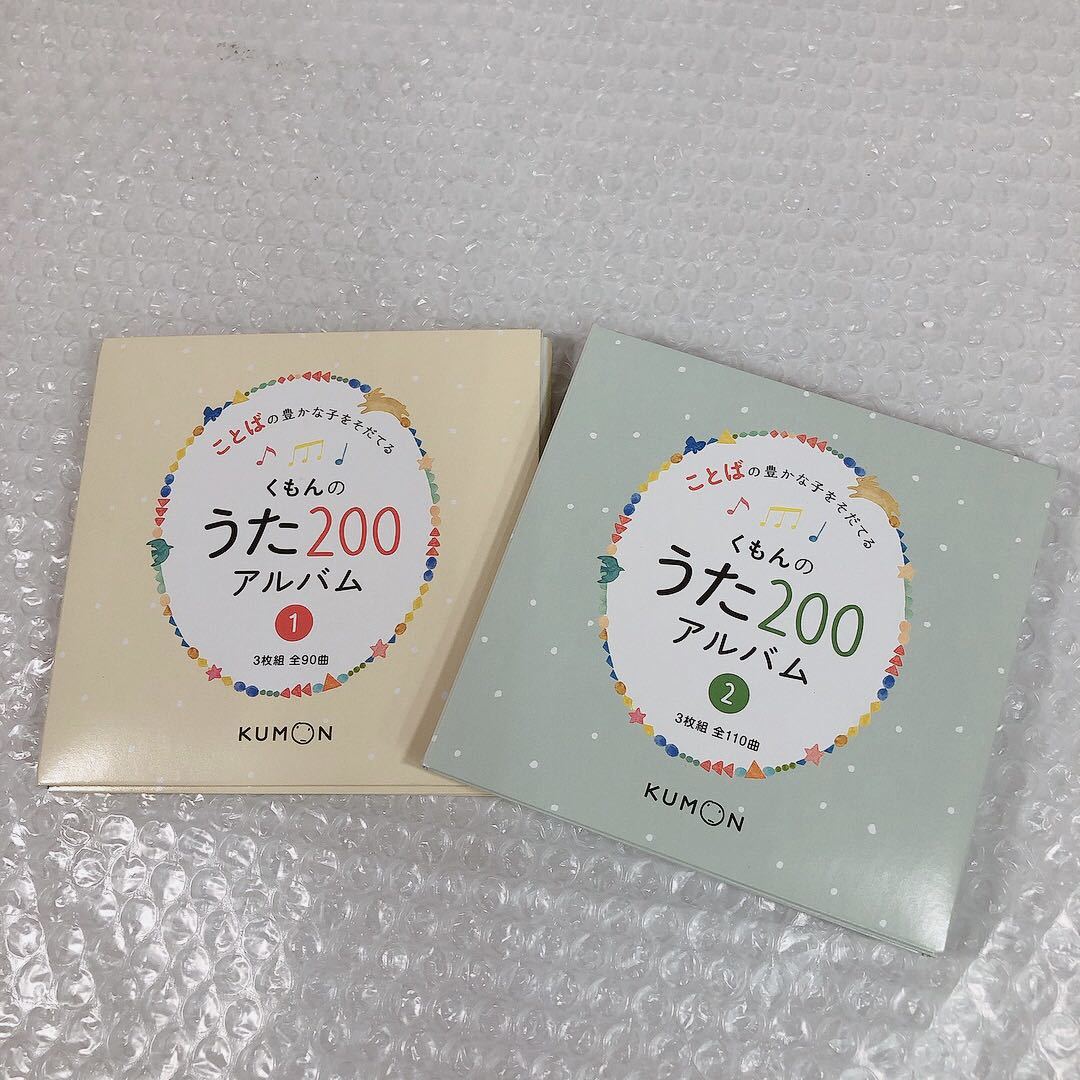 ことばの豊かな子をそだてる
くもんの
うた200
アルバム
1
3枚組 全90曲
KUMON
ことばの豊かな子をそだてる
くもんの
うた200
アルバム
2
3枚組 全110曲
KUMON